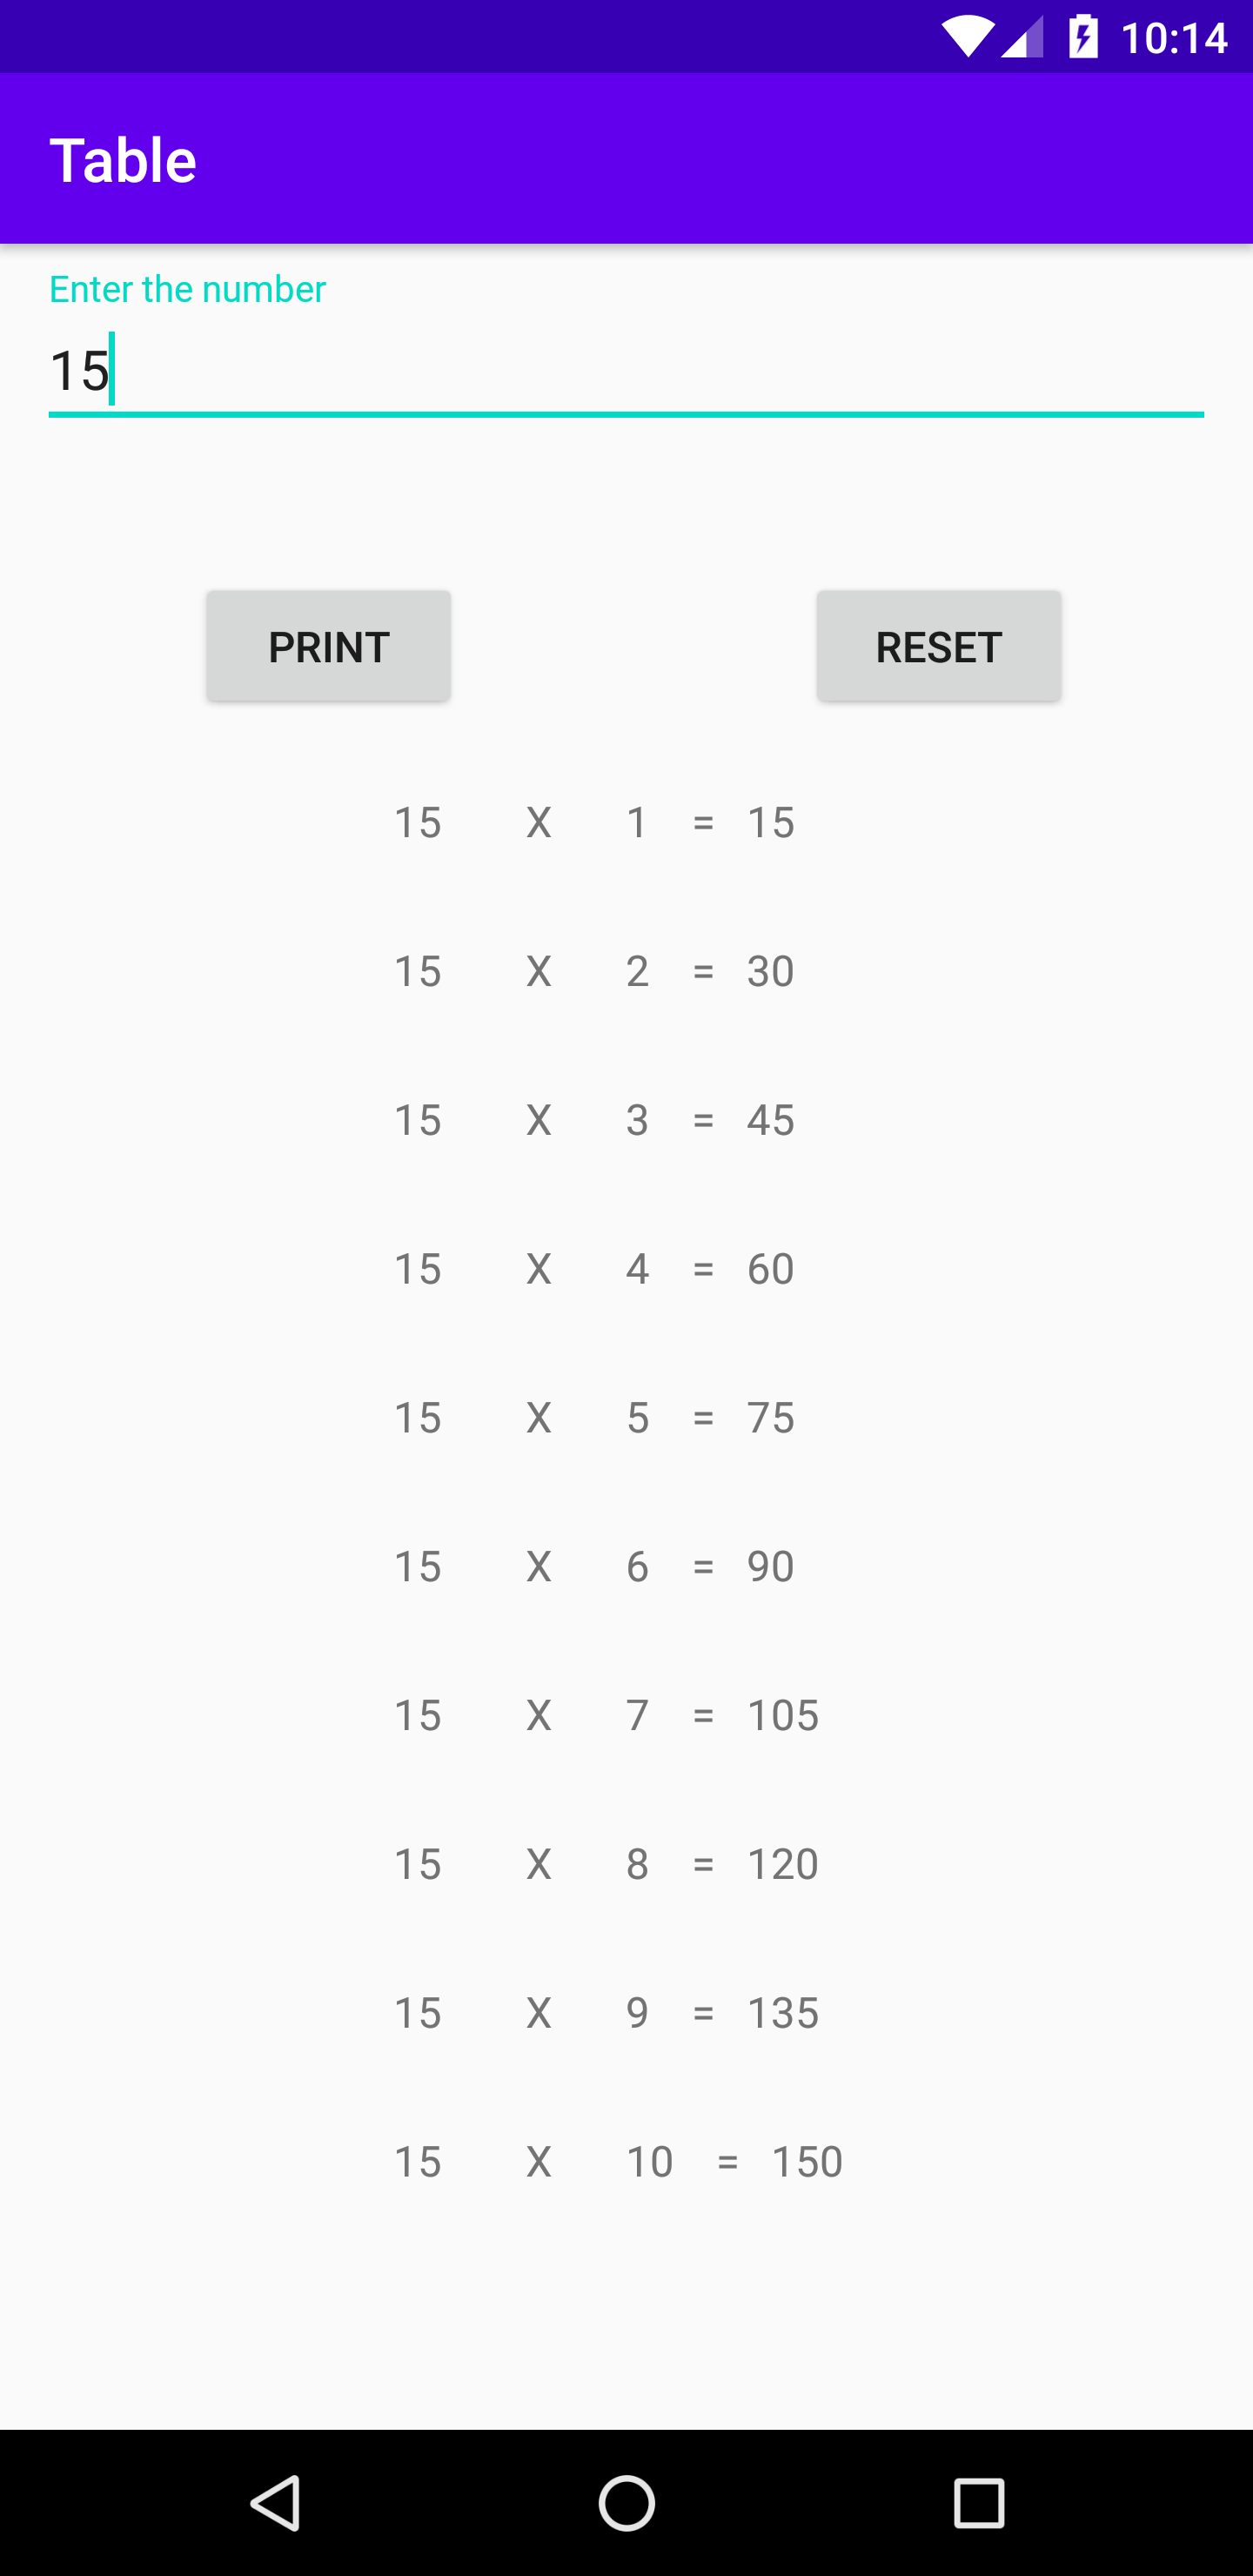 10:14
Table
Enter the number
15
PRINT RESET
15 X 1 = 15
15 X 2 = 30
15 X 3 = 45
15 X 4 = 60
15 X 5 = 75
15 X 6 = 90
15 X 7 = 105
15 X 8 = 120
15 X 9 = 135
15 X 10 = 150